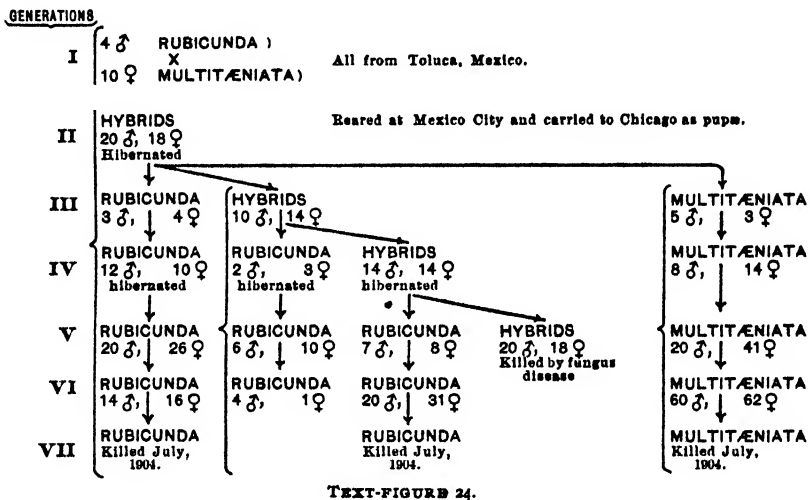 GENERATIONS
I
4 ♂ RUBICUNDA )
X
10 ♀ MULTITÆNIATA )
All from Toluca, Mexico.
II
HYBRIDS
20 ♂, 18 ♀
Hibernated
Reared at Mexico City and carried to Chicago as pupæ.
III
RUBICUNDA HYBRIDS MULTITÆNIATA
3 ♂, 4 ♀ 10 ♂, 14 ♀ 5 ♂, 3 ♀
IV
RUBICUNDA RUBICUNDA HYBRIDS MULTITÆNIATA
12 ♂, 10 ♀ 2 ♂, 3 ♀ 14 ♂, 14 ♀ 8 ♂, 14 ♀
hibernated hibernated hibernated
V
RUBICUNDA RUBICUNDA RUBICUNDA HYBRIDS MULTITÆNIATA
20 ♂, 26 ♀ 6 ♂, 10 ♀ 7 ♂, 8 ♀ 20 ♂, 18 ♀ 20 ♂, 41 ♀
Killed by fungus
disease
VI
RUBICUNDA RUBICUNDA RUBICUNDA MULTITÆNIATA
14 ♂, 16 ♀ 4 ♂, 1 ♀ 20 ♂, 31 ♀ 60 ♂, 62 ♀
VII
RUBICUNDA RUBICUNDA MULTITÆNIATA
Killed July, Killed July, Killed July,
1904. 1904. 1904.
TEXT-FIGURE 24.